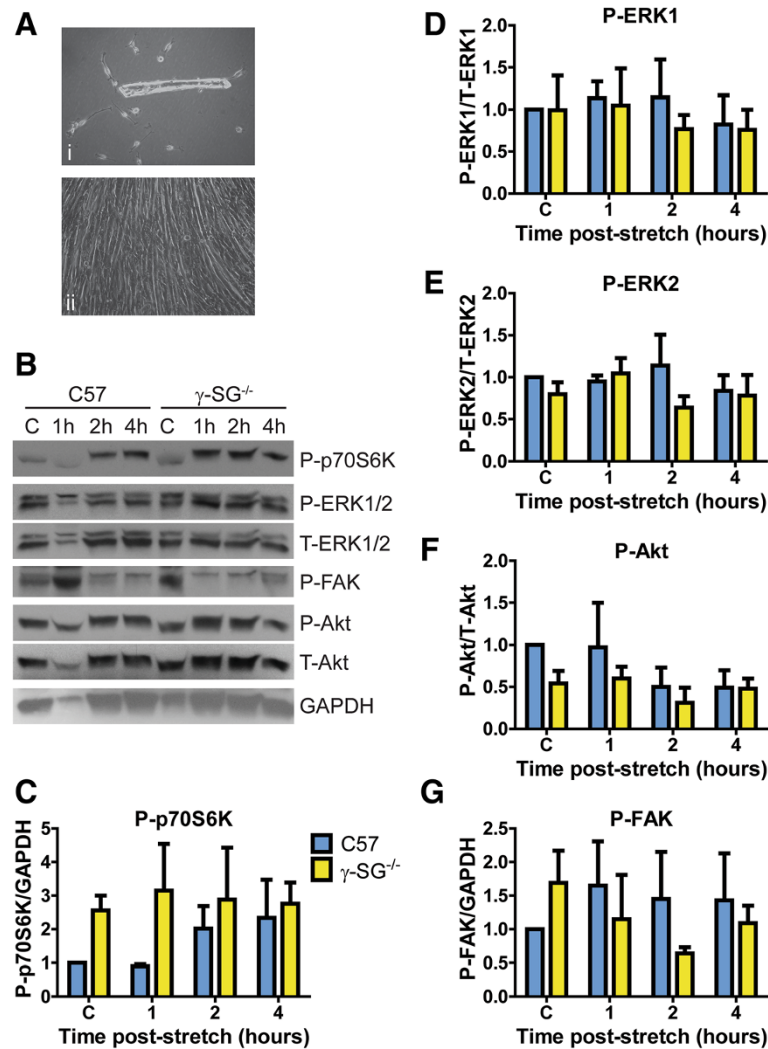 A
i
ii
B
C57 γ-SG-/-
C 1h 2h 4h C 1h 2h 4h
P-p70S6K
P-ERK1/2
T-ERK1/2
P-FAK
P-Akt
T-Akt
GAPDH
C
P-p70S6K
P-p70S6K/GAPDH
5
4
3
2
1
0
C 1 2 4
Time post-stretch (hours)
C57
γ-SG-/-
D
P-ERK1
P-ERK1/T-ERK1
2.0
1.5
1.0
0.5
0.0
C 1 2 4
Time post-stretch (hours)
E
P-ERK2
P-ERK2/T-ERK2
2.0
1.5
1.0
0.5
0.0
C 1 2 4
Time post-stretch (hours)
F
P-Akt
P-Akt/T-Akt
2.0
1.5
1.0
0.5
0.0
C 1 2 4
Time post-stretch (hours)
G
P-FAK
P-FAK/GAPDH
2.5
2.0
1.5
1.0
0.5
0.0
C 1 2 4
Time post-stretch (hours)